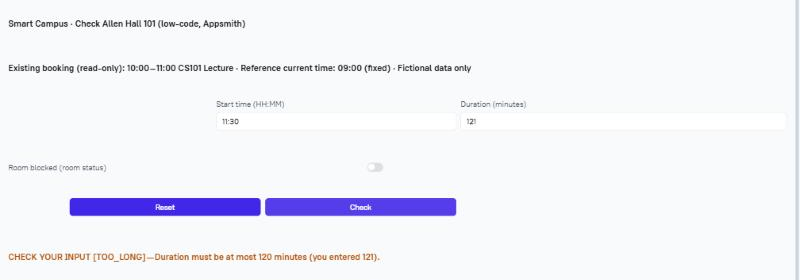 Smart Campus · Check Allen Hall 101 (low-code, Appsmith)
Existing booking (read-only): 10:00–11:00 CS101 Lecture · Reference current time: 09:00 (fixed) · Fictional data only
Start time (HH:MM)
Duration (minutes)
11:30
121
Room blocked (room status)
Reset
Check
CHECK YOUR INPUT [TOO_LONG] — Duration must be at most 120 minutes (you entered 121).